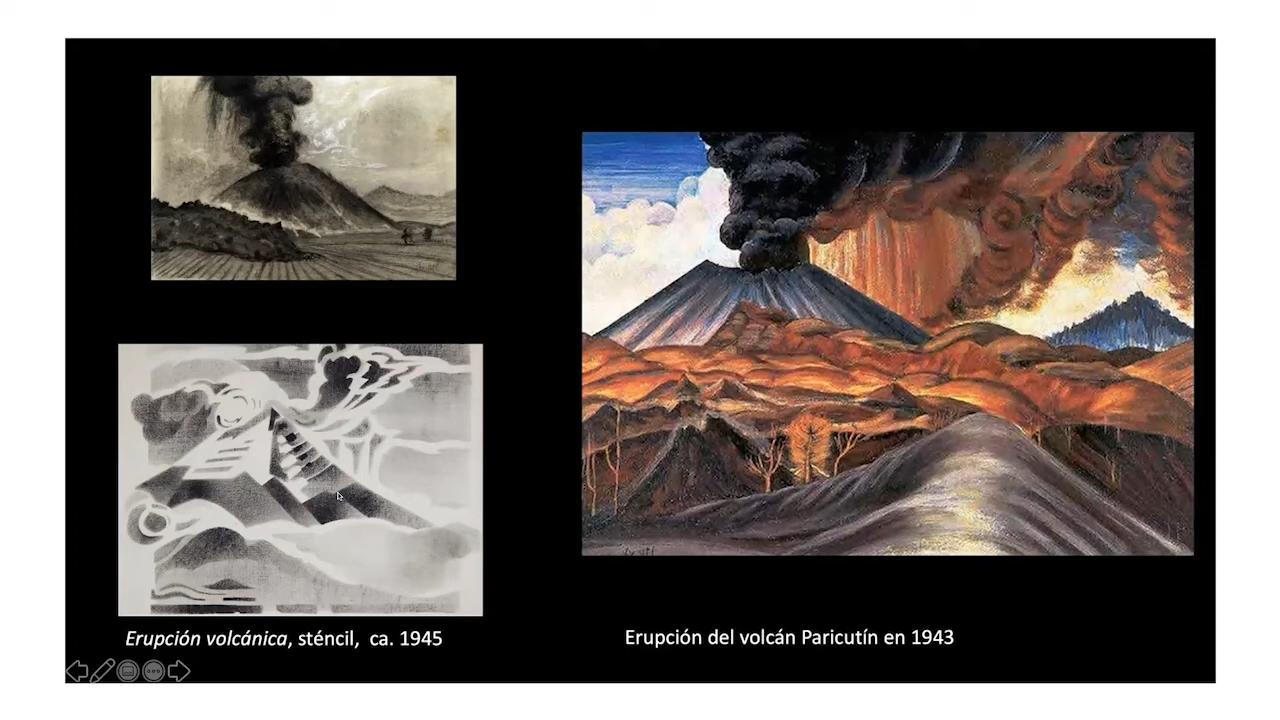 Erupción volcánica, sténcil, ca. 1945
Erupción del volcán Paricutín en 1943